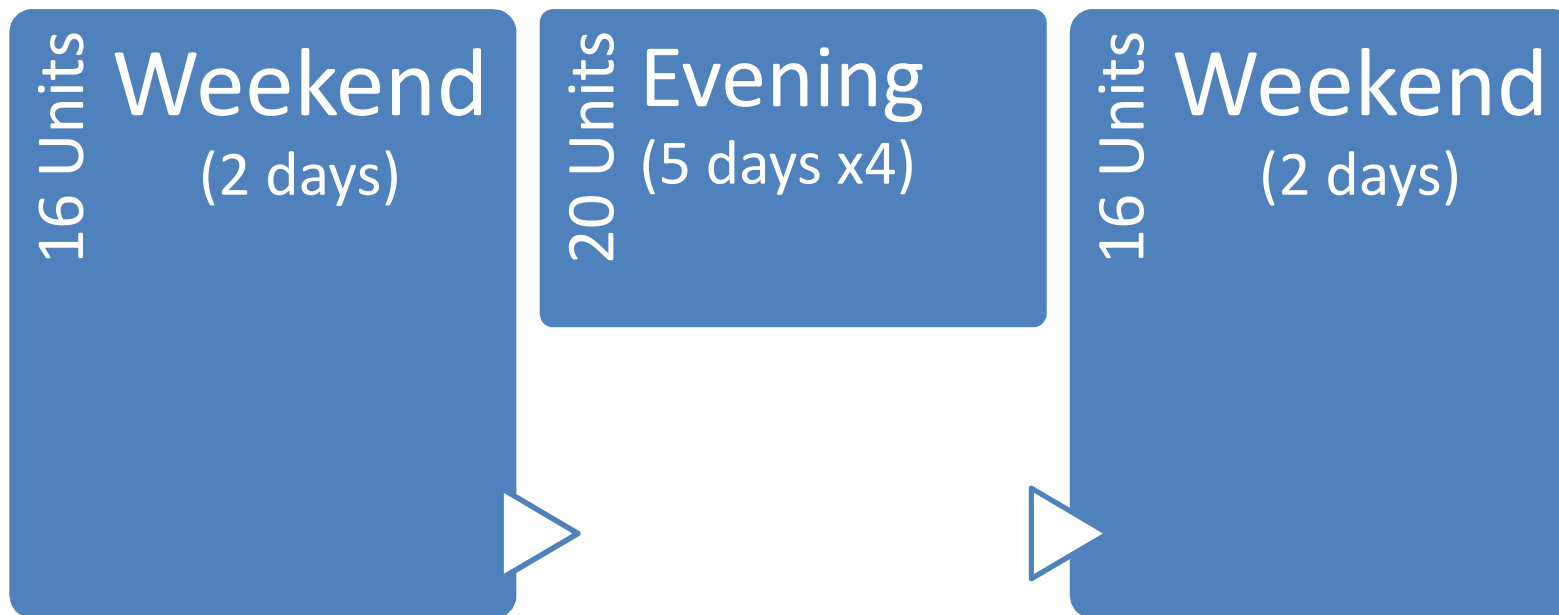 16 Units
Weekend
(2 days)
20 Units
Evening
(5 days x4)
16 Units
Weekend
(2 days)